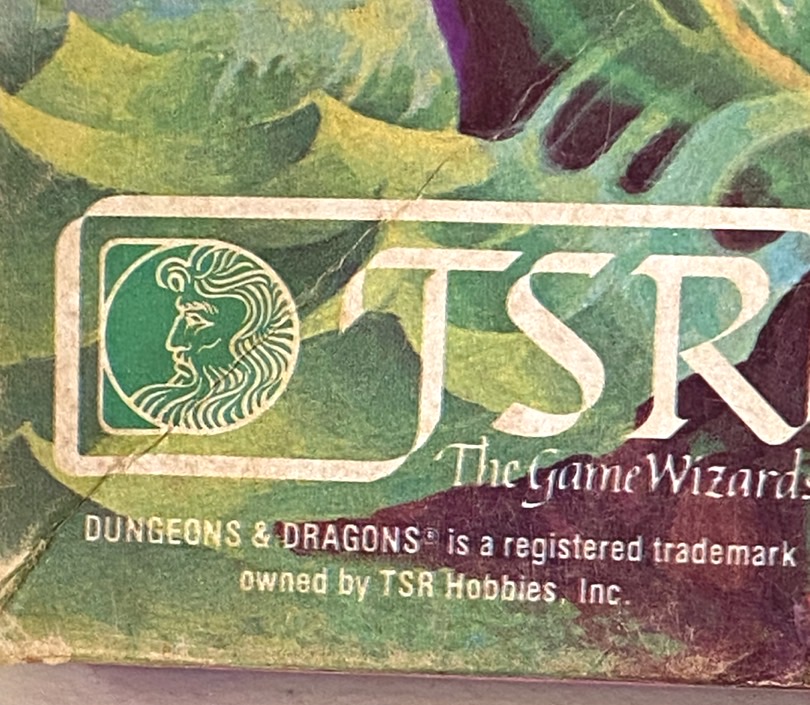 TSR
The Game Wizards
DUNGEONS & DRAGONS® is a registered trademark
owned by TSR Hobbies, Inc.